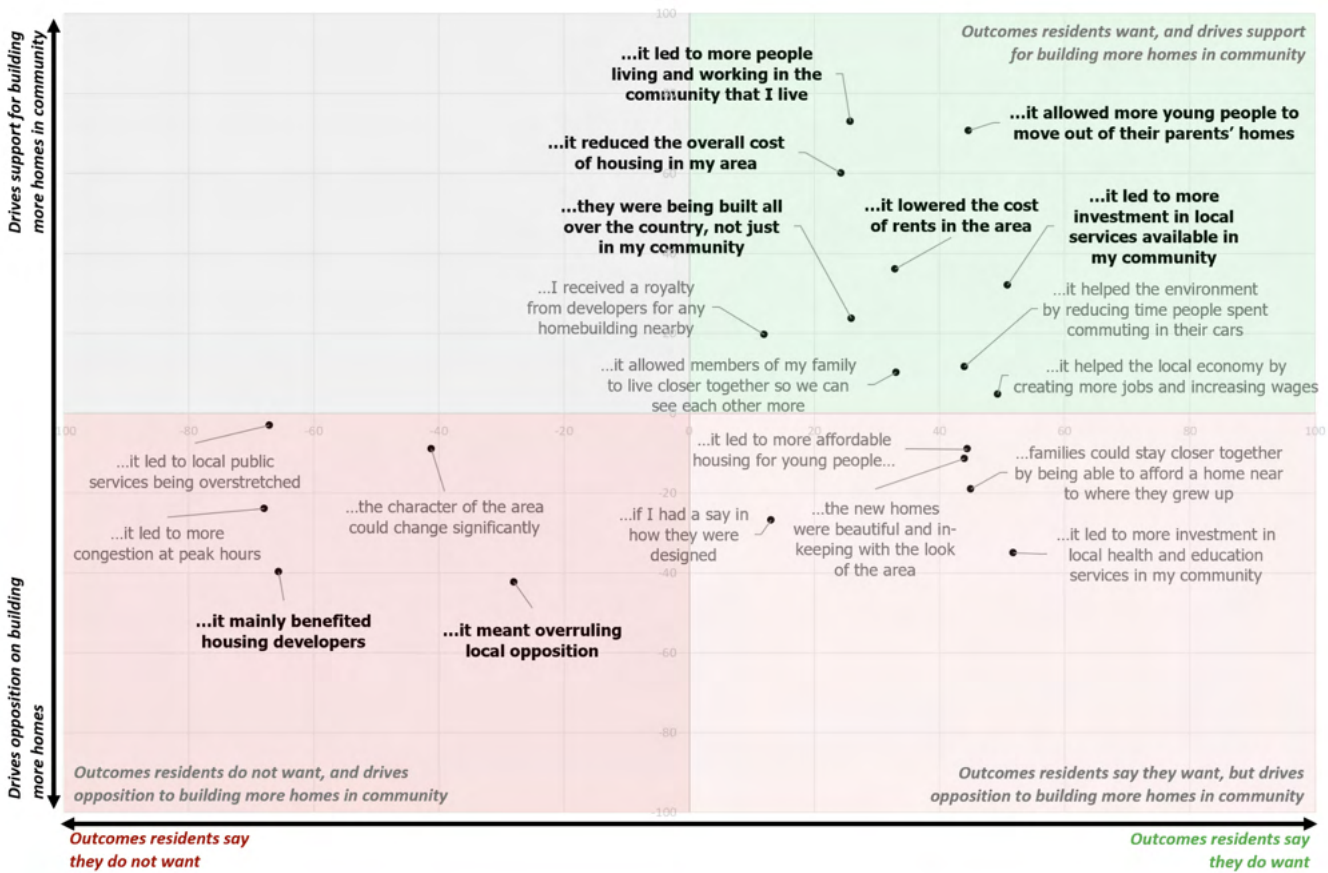 Drives support for building
more homes in community
Drives opposition on building
more homes
100
Outcomes residents want, and drives support
for building more homes in community
...it led to more people
living and working in the
community that I live
...it allowed more young people to
move out of their parents' homes
...it reduced the overall cost
of housing in my area
60
...they were being built all
over the country, not just
in my community
...it lowered the cost
of rents in the area
...it led to more
investment in local
services available in
my community
...I received a royalty
from developers for any
homebuilding nearby
...it helped the environment
by reducing time people spent
commuting in their cars
...it allowed members of my family
to live closer together so we can
see each other more
...it helped the local economy by
creating more jobs and increasing wages
100
-80
-60
-40
-20
0
20
40
60
80
100
...it led to local public
services being overstretched
...the character of the area
could change significantly
...it led to more
congestion at peak hours
...it led to more affordable
housing for young people...
...families could stay closer together
by being able to afford a home near
to where they grew up
-20
...if I had a say in
how they were
designed
...the new homes
were beautiful and in-
keeping with the look
of the area
...it led to more investment in
local health and education
services in my community
-40
...it mainly benefited
housing developers
...it meant overruling
local opposition
-60
-80
-100
Outcomes residents do not want, and drives
opposition to building more homes in community
Outcomes residents say they want, but drives
opposition to building more homes in community
Outcomes residents say
they do not want
Outcomes residents say
they do want